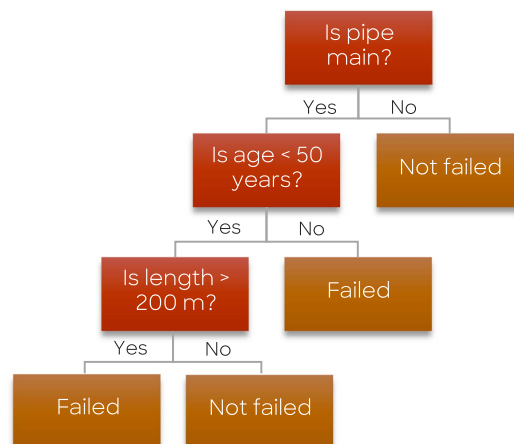 Is pipe
main?
Yes
No
Is age < 50
years?
Not failed
Yes
No
Is length >
200 m?
Failed
Yes
No
Failed
Not failed